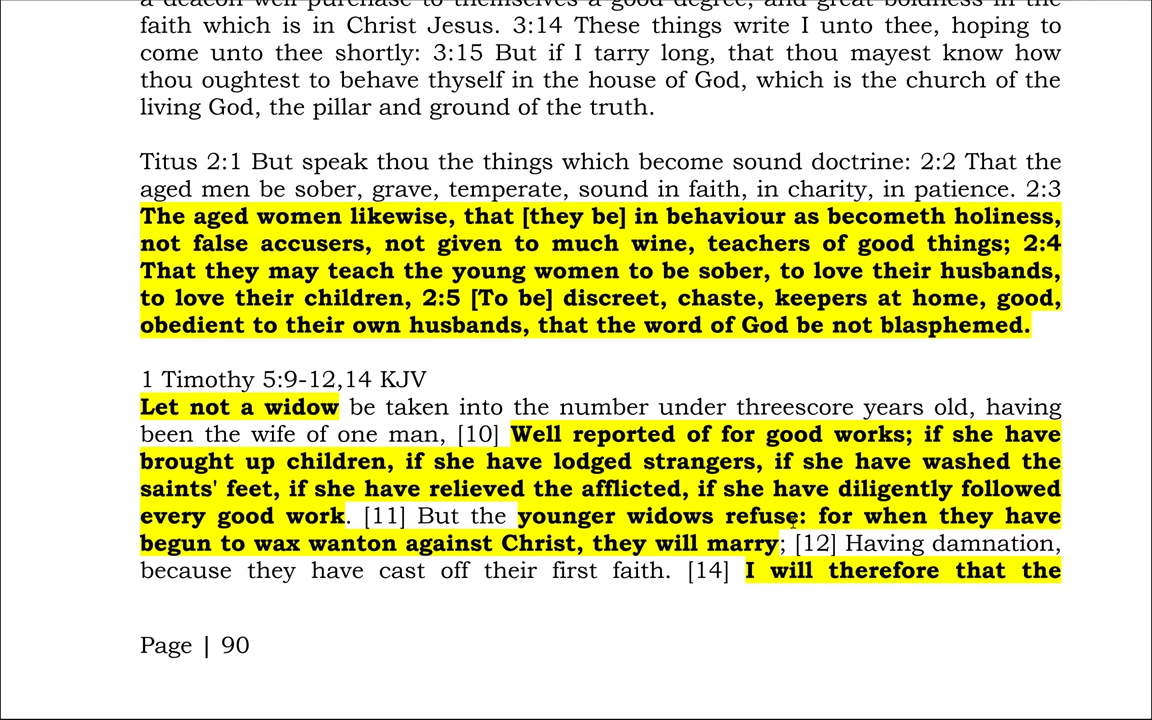 a deacon well purchase to themselves a good degree, and great boldness in the
faith which is in Christ Jesus. 3:14 These things write I unto thee, hoping to
come unto thee shortly: 3:15 But if I tarry long, that thou mayest know how
thou oughtest to behave thyself in the house of God, which is the church of the
living God, the pillar and ground of the truth.
Titus 2:1 But speak thou the things which become sound doctrine: 2:2 That the
aged men be sober, grave, temperate, sound in faith, in charity, in patience. 2:3
The aged women likewise, that [they be] in behaviour as becometh holiness,
not false accusers, not given to much wine, teachers of good things; 2:4
That they may teach the young women to be sober, to love their husbands,
to love their children, 2:5 [To be] discreet, chaste, keepers at home, good,
obedient to their own husbands, that the word of God be not blasphemed.
1 Timothy 5:9-12,14 KJV
Let not a widow be taken into the number under threescore years old, having
been the wife of one man, [10] Well reported of for good works; if she have
brought up children, if she have lodged strangers, if she have washed the
saints' feet, if she have relieved the afflicted, if she have diligently followed
every good work. [11] But the younger widows refuse: for when they have
begun to wax wanton against Christ, they will marry; [12] Having damnation,
because they have cast off their first faith. [14] I will therefore that the
Page | 90